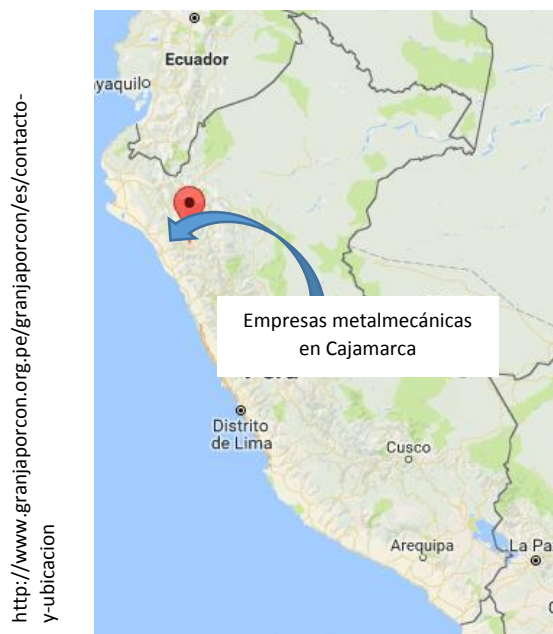 http://www.granjaporcon.org.pe/granjaporcon/es/contacto-
y-ubicacion
Ecuador
yaquil
Empresas metalmecánicas
en Cajamarca
Distrito
de Lima
Cusco
Arequipa
La Pa